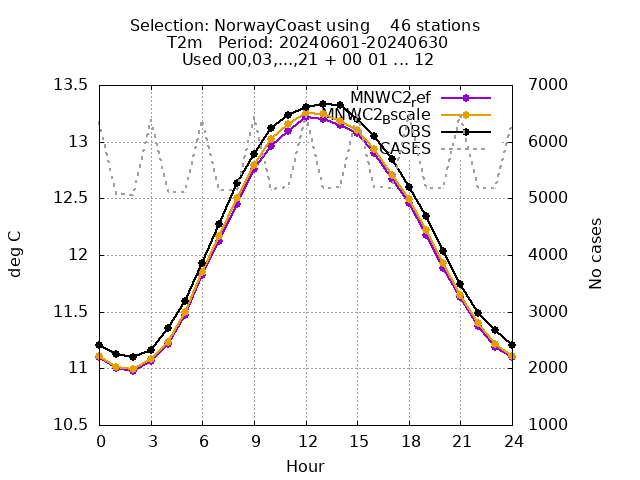 Selection: NorwayCoast using    46 stations
T2m   Period: 20240601-20240630
Used 00,03,...,21 + 00 01 ... 12
13.5
13
12.5
12
11.5
11
10.5
7000
6000
5000
4000
3000
2000
1000
0
3
6
9
12
15
18
21
24
deg C
No cases
Hour
MNWC2ref
MNWC2Bscale
OBS
CASES